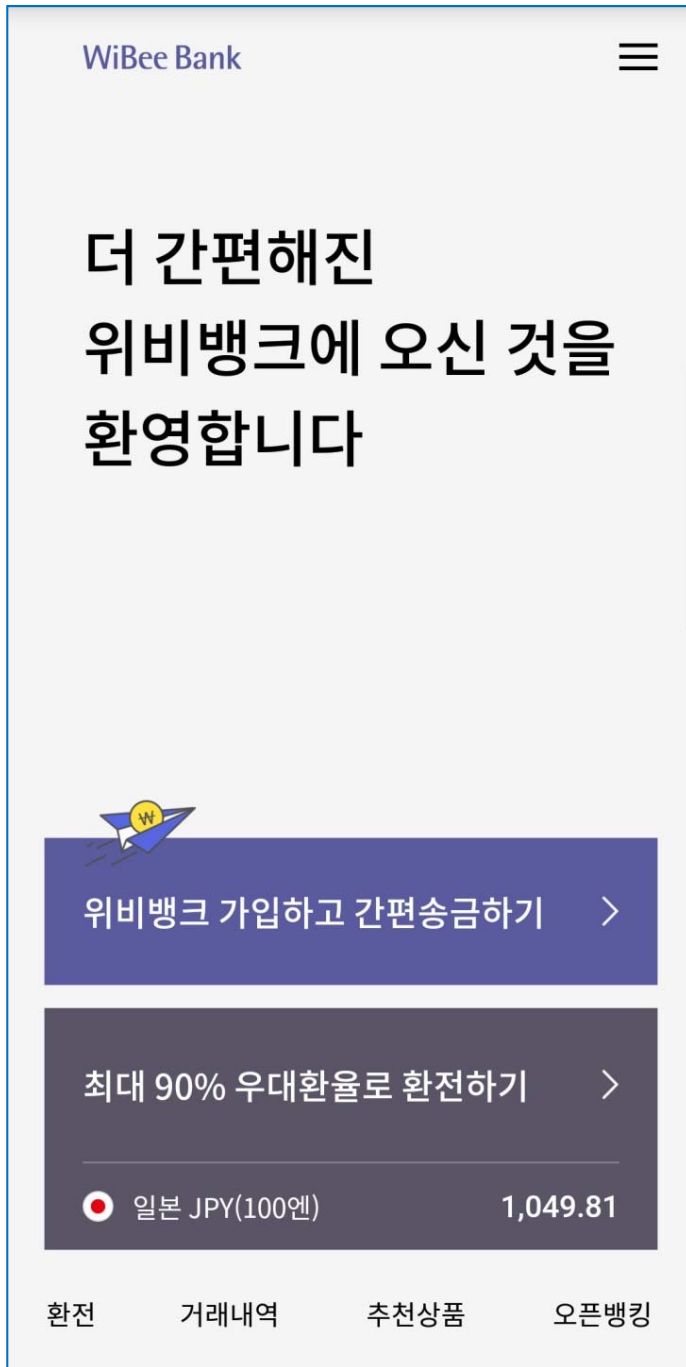 WiBee Bank
더 간편해진
위비뱅크에 오신 것을
환영합니다
₩
위비뱅크 가입하고 간편송금하기
최대 90% 우대환율로 환전하기
일본 JPY(100엔) 1,049.81
환전 거래내역 추천상품 오픈뱅킹